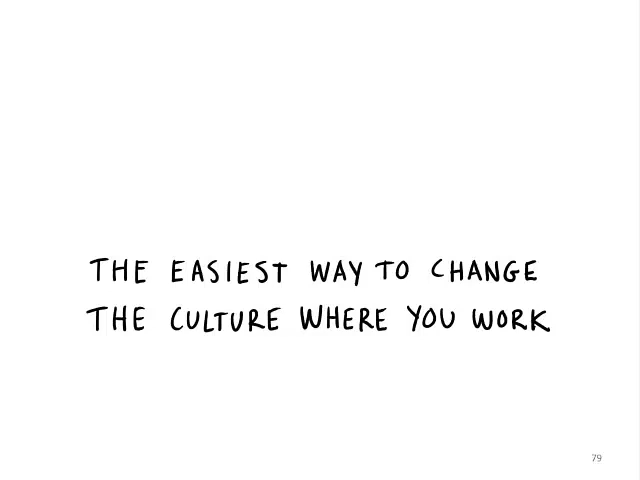 THE EASIEST WAY TO CHANGE
THE CULTURE WHERE YOU WORK
79